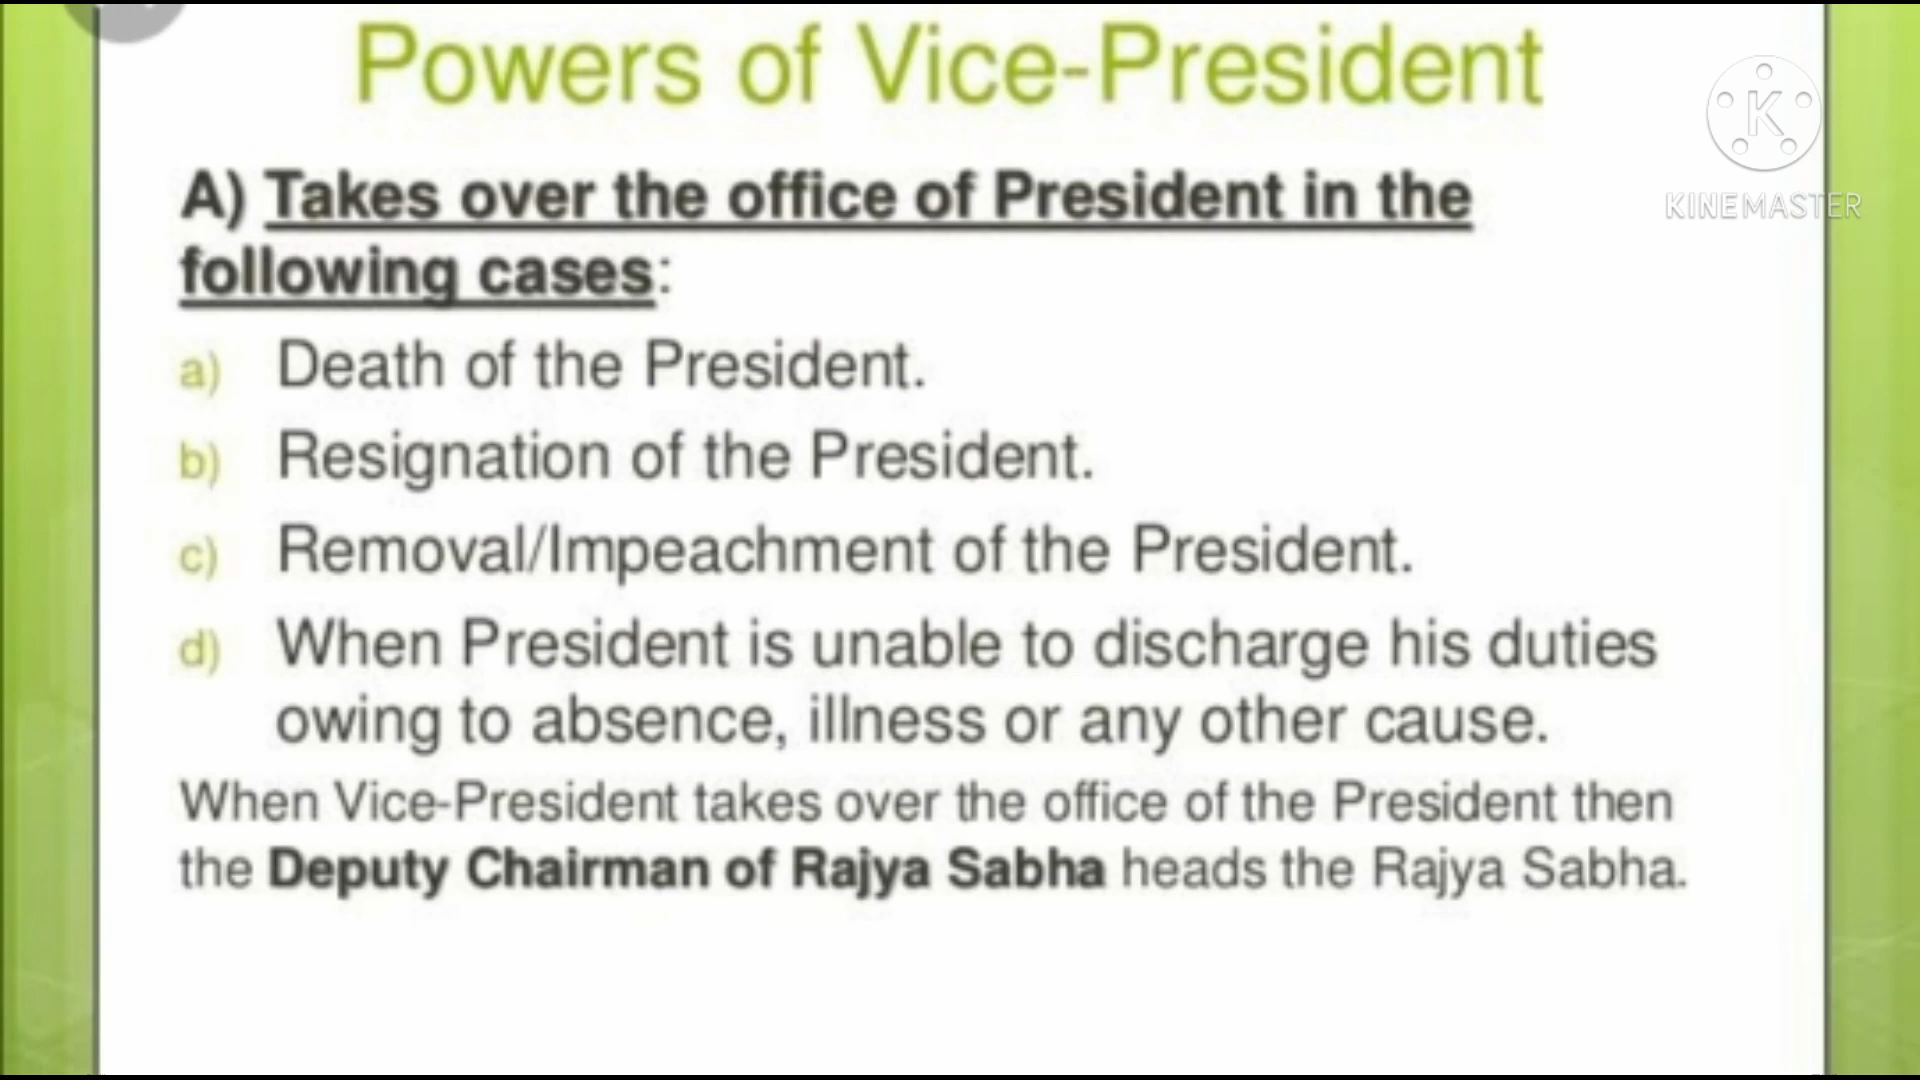 Powers of Vice-President
K
KINEMASTER
A) Takes over the office of President in the
following cases:
a) Death of the President.
b) Resignation of the President.
c) Removal/Impeachment of the President.
d) When President is unable to discharge his duties
owing to absence, illness or any other cause.
When Vice-President takes over the office of the President then
the Deputy Chairman of Rajya Sabha heads the Rajya Sabha.